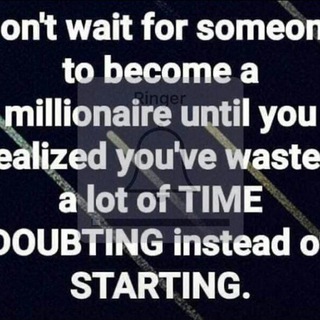 on't wait for someon
to become a
millionaire until you
ealized you've waste
a lot of TIME
DOUBTING instead o
STARTING.
Ringer